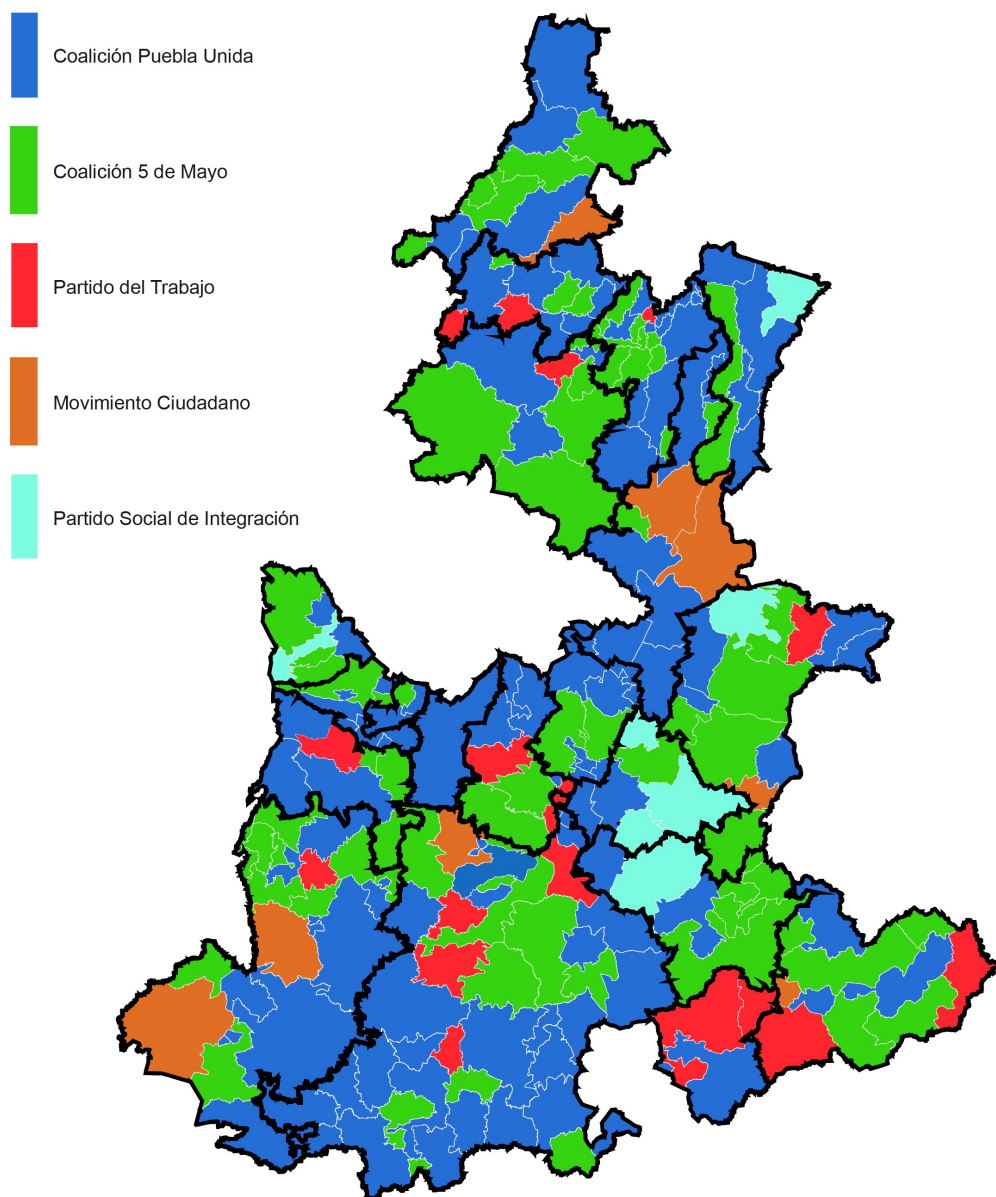 Coalición Puebla Unida
Coalición 5 de Mayo
Partido del Trabajo
Movimiento Ciudadano
Partido Social de Integración